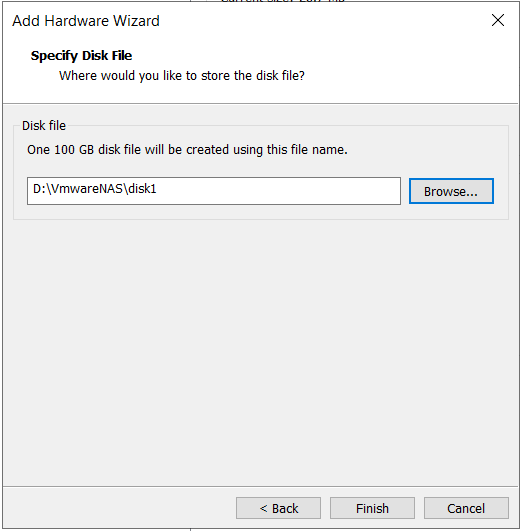 Add Hardware Wizard
Specify Disk File
Where would you like to store the disk file?
Disk file
One 100 GB disk file will be created using this file name.
D:\VmwareNAS\disk1
Browse...
< Back
Finish
Cancel